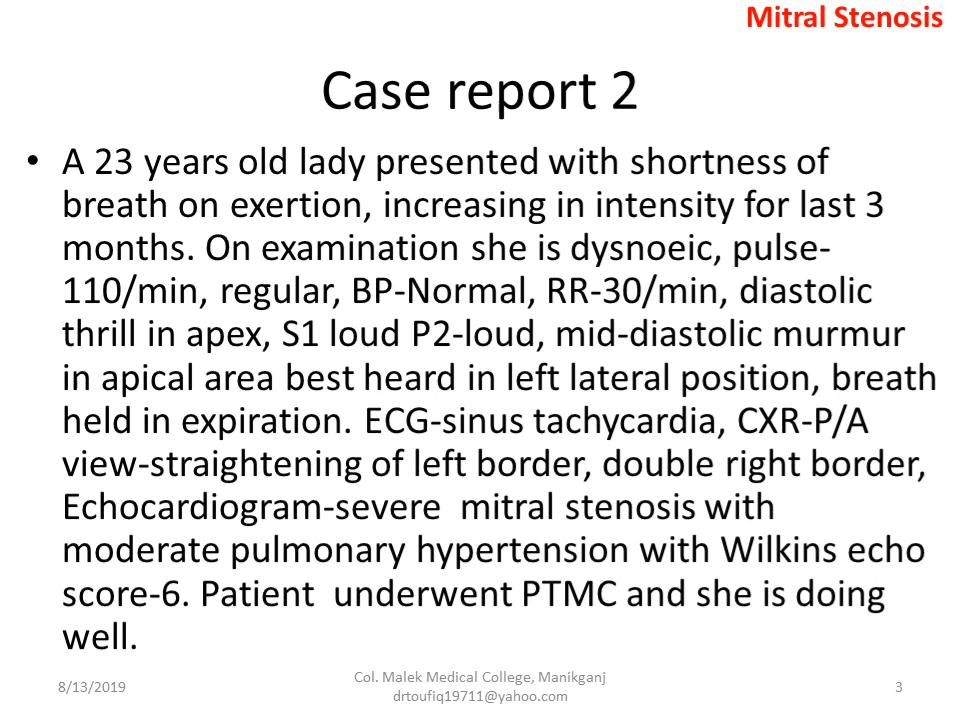 Mitral Stenosis
Case report 2
• A 23 years old lady presented with shortness of
breath on exertion, increasing in intensity for last 3
months. On examination she is dysnoeic, pulse-
110/min, regular, BP-Normal, RR-30/min, diastolic
thrill in apex, S1 loud P2-loud, mid-diastolic murmur
in apical area best heard in left lateral position, breath
held in expiration. ECG-sinus tachycardia, CXR-P/A
view-straightening of left border, double right border,
Echocardiogram-severe  mitral stenosis with
moderate pulmonary hypertension with Wilkins echo
score-6. Patient  underwent PTMC and she is doing
well.
8/13/2019
Col. Malek Medical College, Manikganj
drtoufiq19711@yahoo.com
3